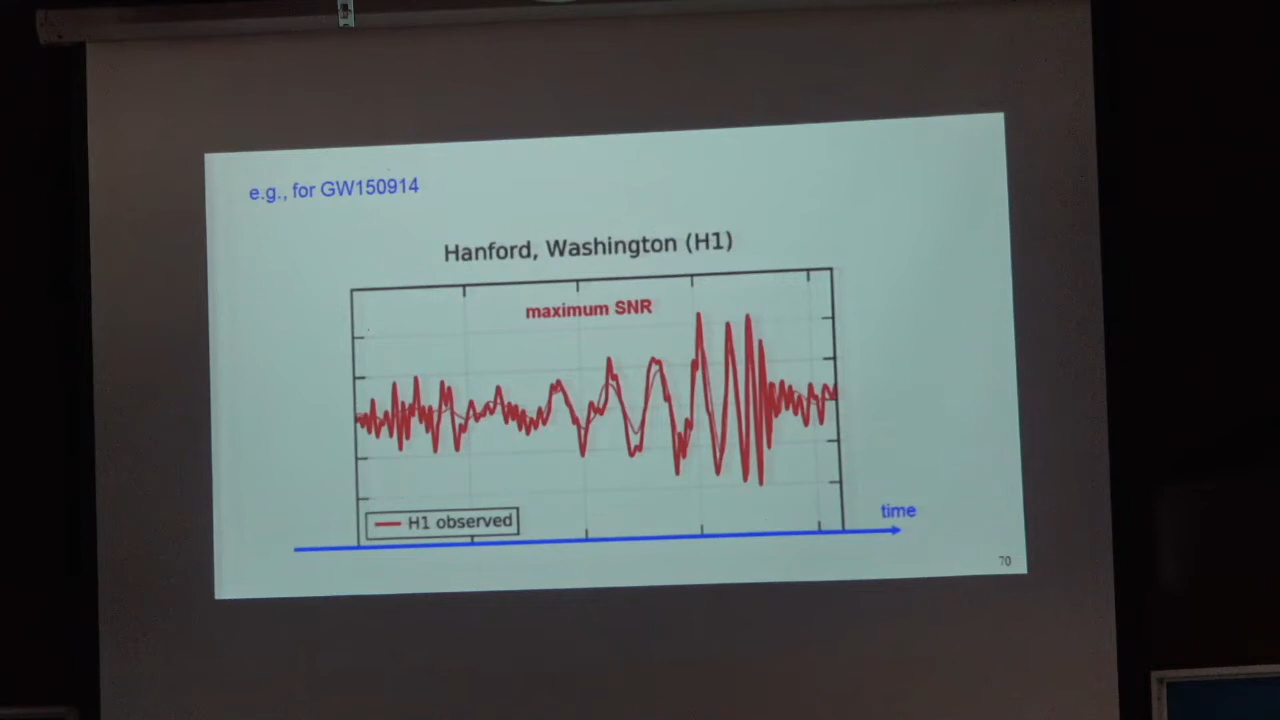 e.g., for GW150914
Hanford, Washington (H1)
maximum SNR
H1 observed
time
70